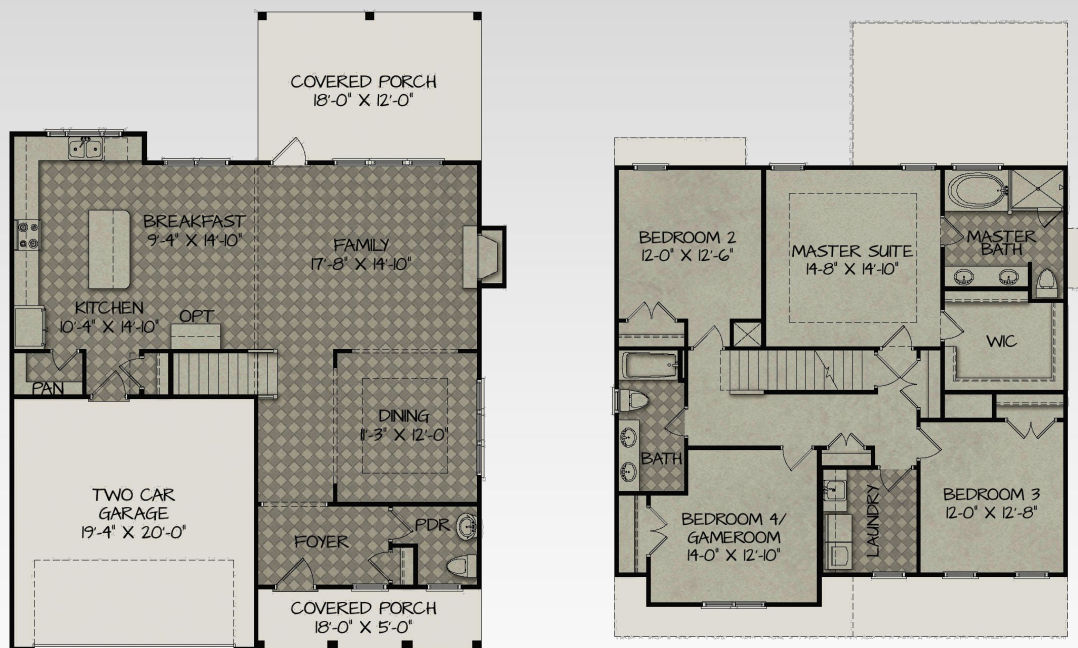 COVERED PORCH
18'-0" X 12'-0"
BREAKFAST
9'-4" X 14'-10"
FAMILY
17'-8" X 14'-10"
KITCHEN
10'-4" X 14'-10"
OPT
PAN
DINING
11'-3" X 12'-0"
TWO CAR
GARAGE
19'-4" X 20'-0"
FOYER
PDR
COVERED PORCH
18'-0" X 5'-0"
BEDROOM 2
12-0" X 12'-6"
MASTER SUITE
14-8" X 14'-10"
MASTER
BATH
WIC
BATH
BEDROOM 4/
GAMEROOM
14-0" X 12'-10"
LAUNDRY
BEDROOM 3
12-0" X 12'-8"